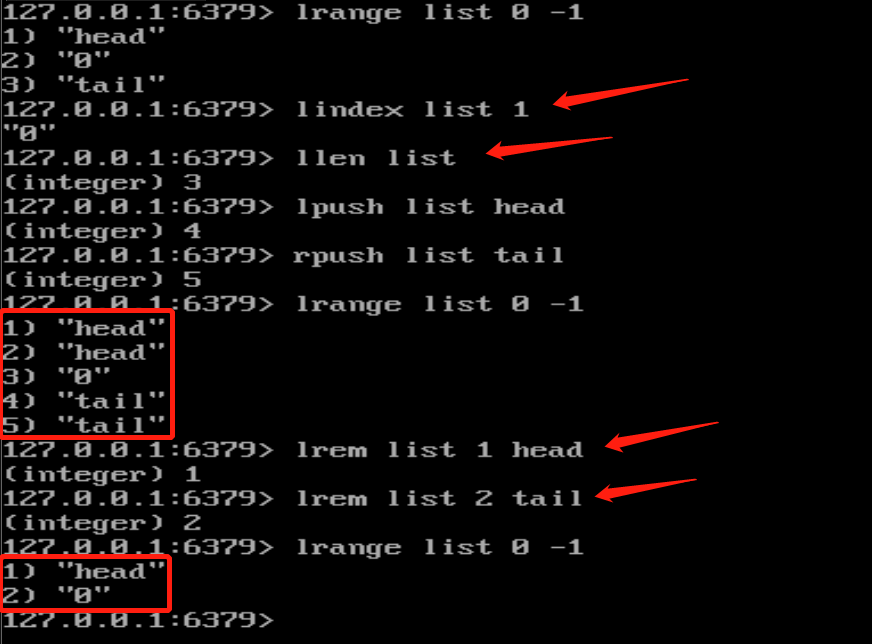 127.0.0.1:6379> lrange list 0 -1
1) "head"
2) "0"
3) "tail"
127.0.0.1:6379> lindex list 1
"0"
127.0.0.1:6379> llen list
(integer) 3
127.0.0.1:6379> lpush list head
(integer) 4
127.0.0.1:6379> rpush list tail
(integer) 5
127.0.0.1:6379> lrange list 0 -1
1) "head"
2) "head"
3) "0"
4) "tail"
5) "tail"
127.0.0.1:6379> lrem list 1 head
(integer) 1
127.0.0.1:6379> lrem list 2 tail
(integer) 2
127.0.0.1:6379> lrange list 0 -1
1) "head"
2) "0"
127.0.0.1:6379>